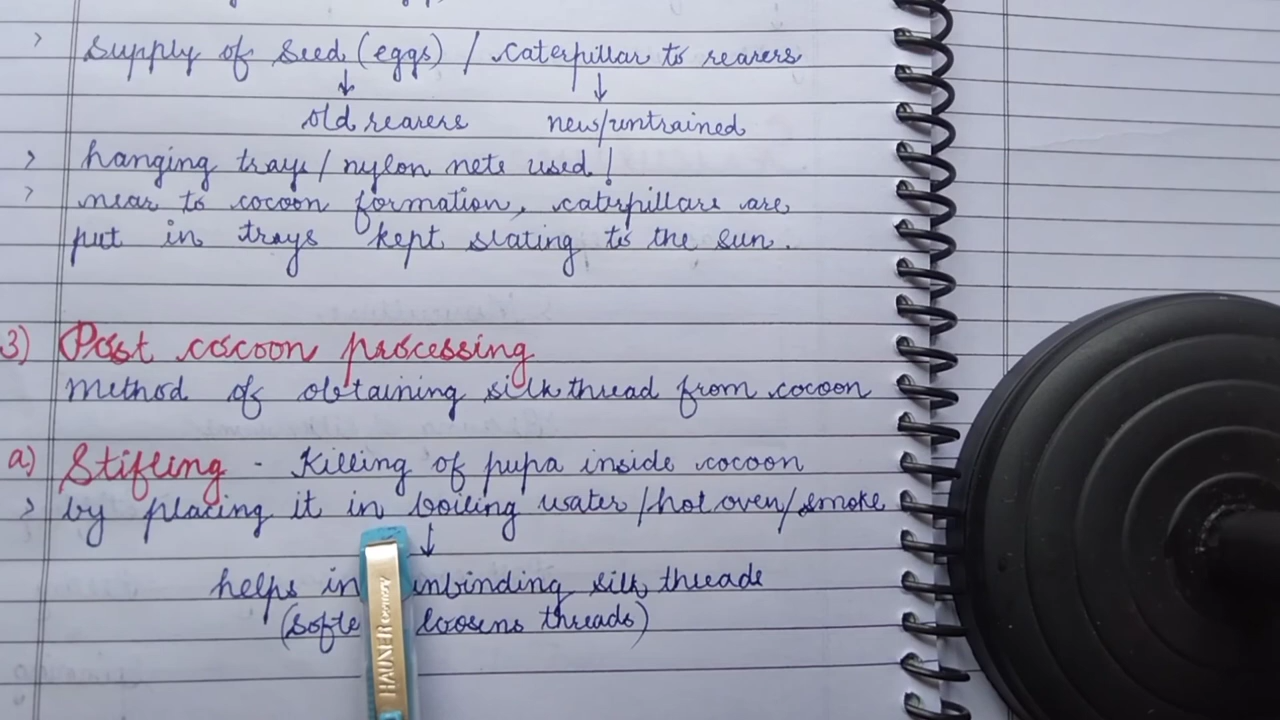 > supply of seed (eggs) / caterpillar to rearers
↓ ↓
old rearers new/untrained
> hanging trays / nylon nets used!
> near to cocoon formation, caterpillars are
put in trays kept slating to the sun.
3) Post cocoon processing
Method of obtaining silk thread from cocoon
a) Stifling - Killing of pupa inside cocoon
> by placing it in boiling water/hot oven/smoke
↓
helps in unbinding silk threads
(softe loosens threads)
HAUSER